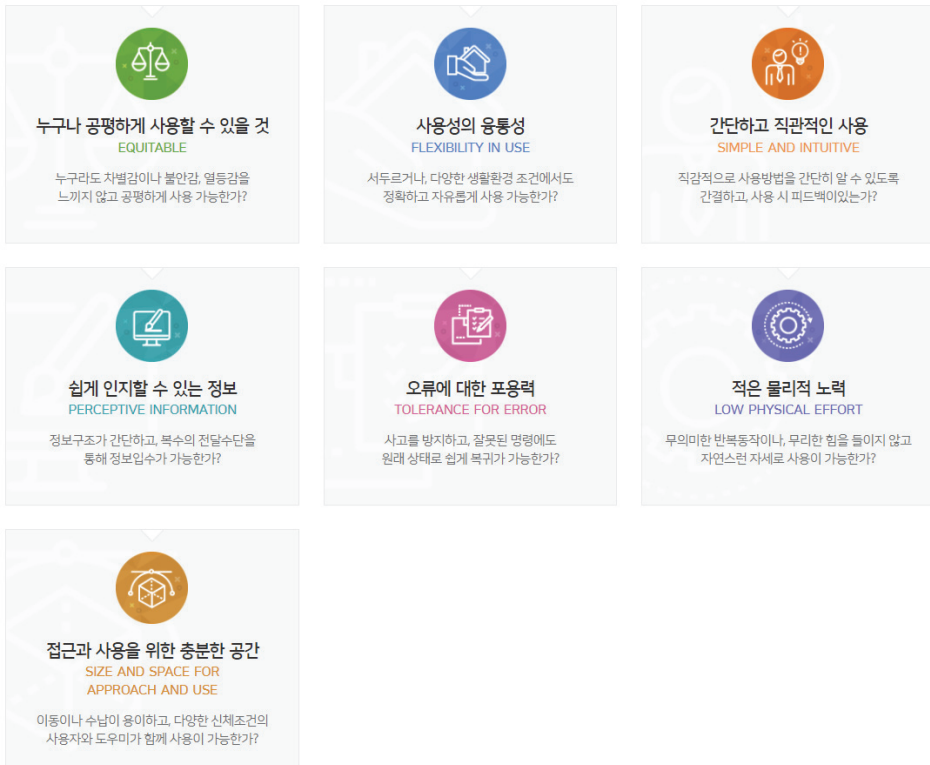 누구나 공평하게 사용할 수 있을 것
EQUITABLE
누구라도 차별감이나 불안감, 열등감을
느끼지 않고 공평하게 사용 가능한가?
사용성의 융통성
FLEXIBILITY IN USE
서두르거나, 다양한 생활환경 조건에서도
정확하고 자유롭게 사용 가능한가?
간단하고 직관적인 사용
SIMPLE AND INTUITIVE
직감적으로 사용방법을 간단히 알 수 있도록
간결하고, 사용 시 피드백이있는가?
쉽게 인지할 수 있는 정보
PERCEPTIVE INFORMATION
정보구조가 간단하고, 복수의 전달수단을
통해 정보입수가 가능한가?
오류에 대한 포용력
TOLERANCE FOR ERROR
사고를 방지하고, 잘못된 명령에도
원래 상태로 쉽게 복귀가 가능한가?
적은 물리적 노력
LOW PHYSICAL EFFORT
무의미한 반복동작이나, 무리한 힘을 들이지 않고
자연스런 자세로 사용이 가능한가?
접근과 사용을 위한 충분한 공간
SIZE AND SPACE FOR
APPROACH AND USE
이동이나 수납이 용이하고, 다양한 신체조건의
사용자와 도우미가 함께 사용이 가능한가?